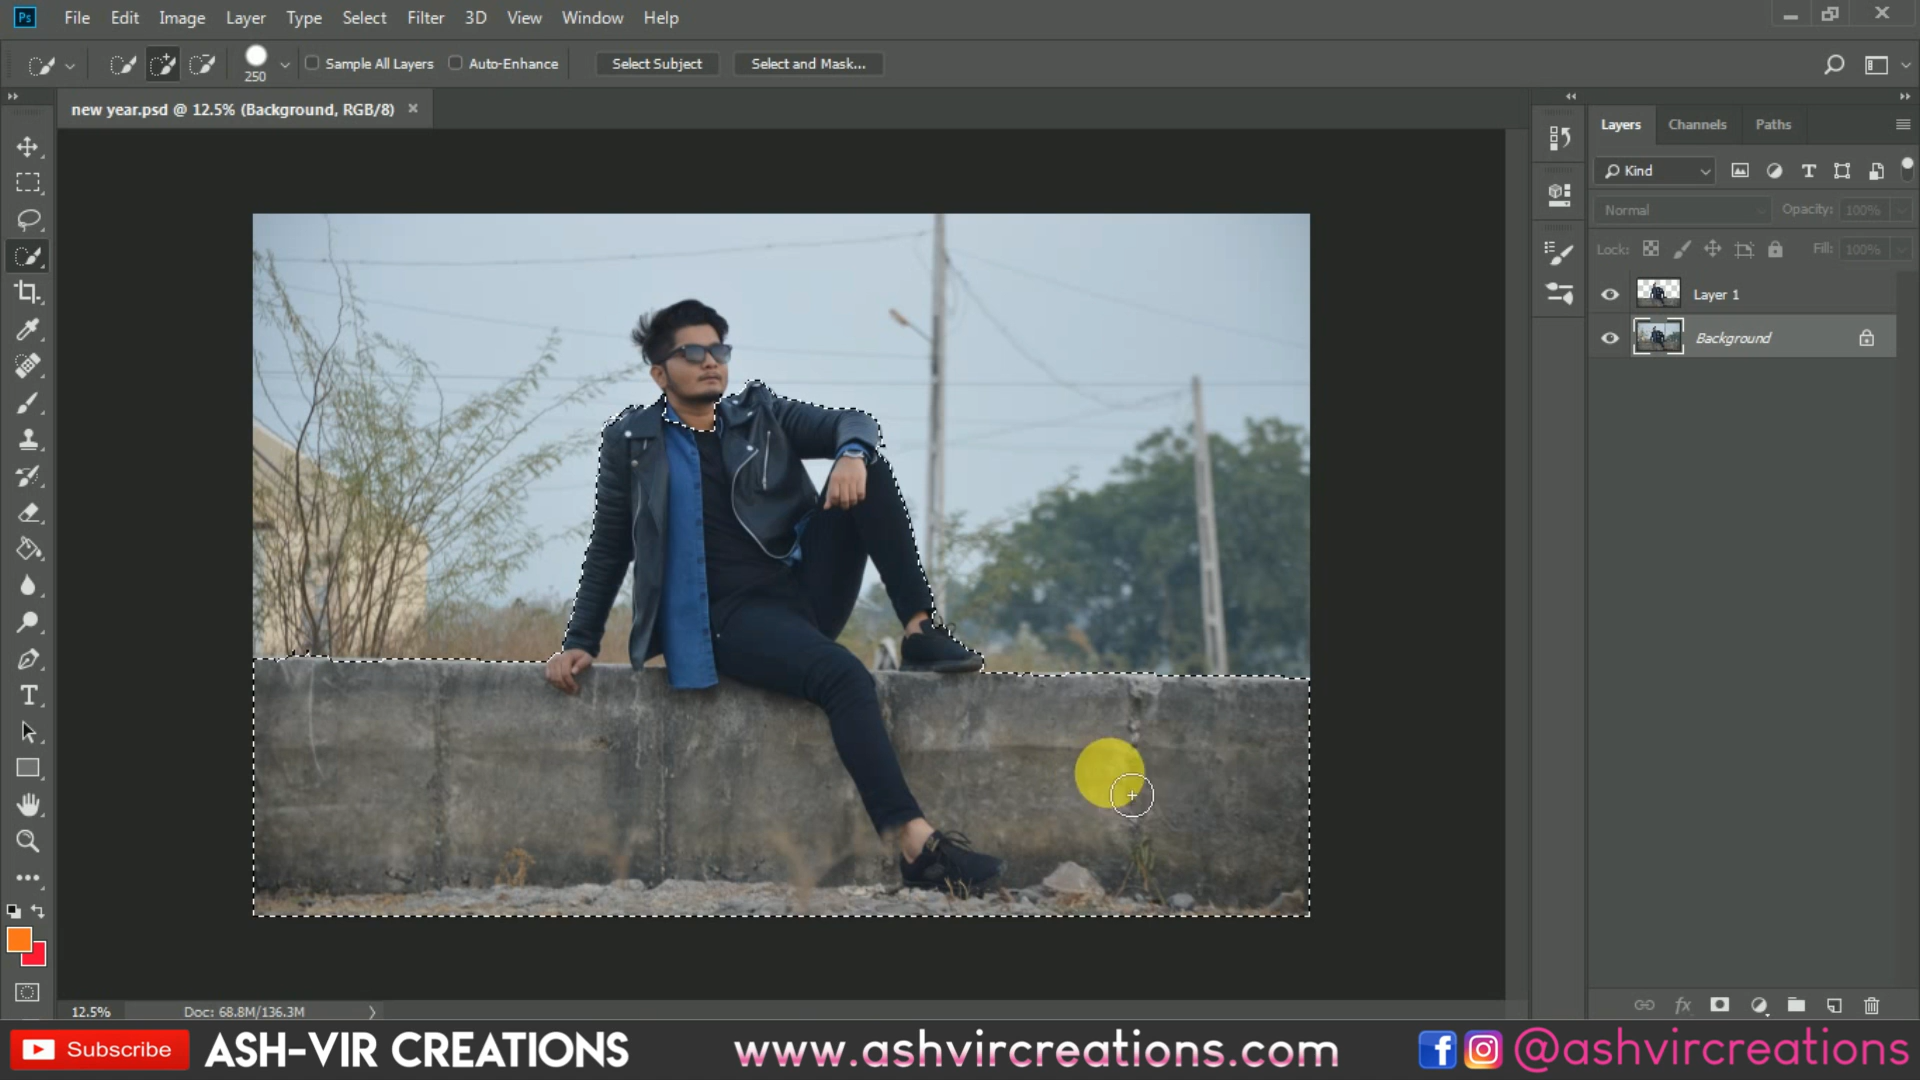 Ps File Edit Image Layer Type Select Filter 3D View Window Help
250 Sample All Layers Auto-Enhance Select Subject Select and Mask...
new year.psd @ 12.5% (Background, RGB/8) ×
Layers Channels Paths
Kind
Normal Opacity: 100%
Lock: Fill: 100%
Layer 1
Background
12.5% Doc: 68.8M/136.3M
Subscribe ASH-VIR CREATIONS www.ashvircreations.com @ashvircreations